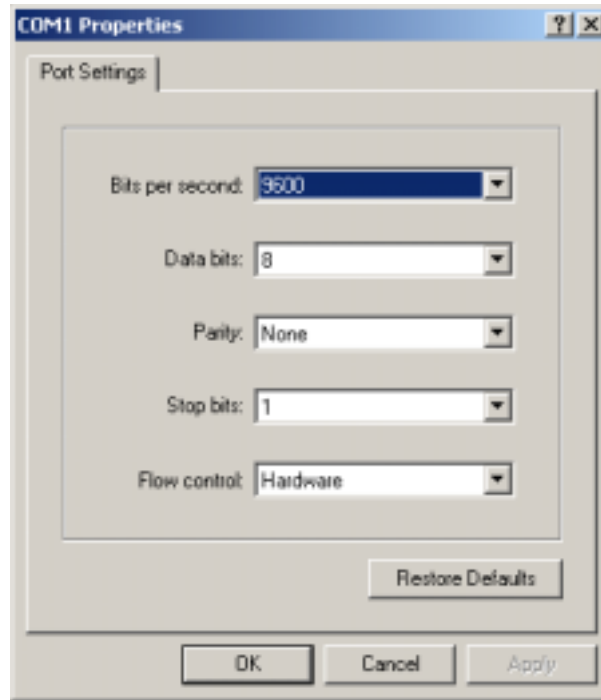 COM1 Properties
Port Settings
Bits per second: 9600
Data bits: 8
Parity: None
Stop bits: 1
Flow control: Hardware
Restore Defaults
OK Cancel Apply